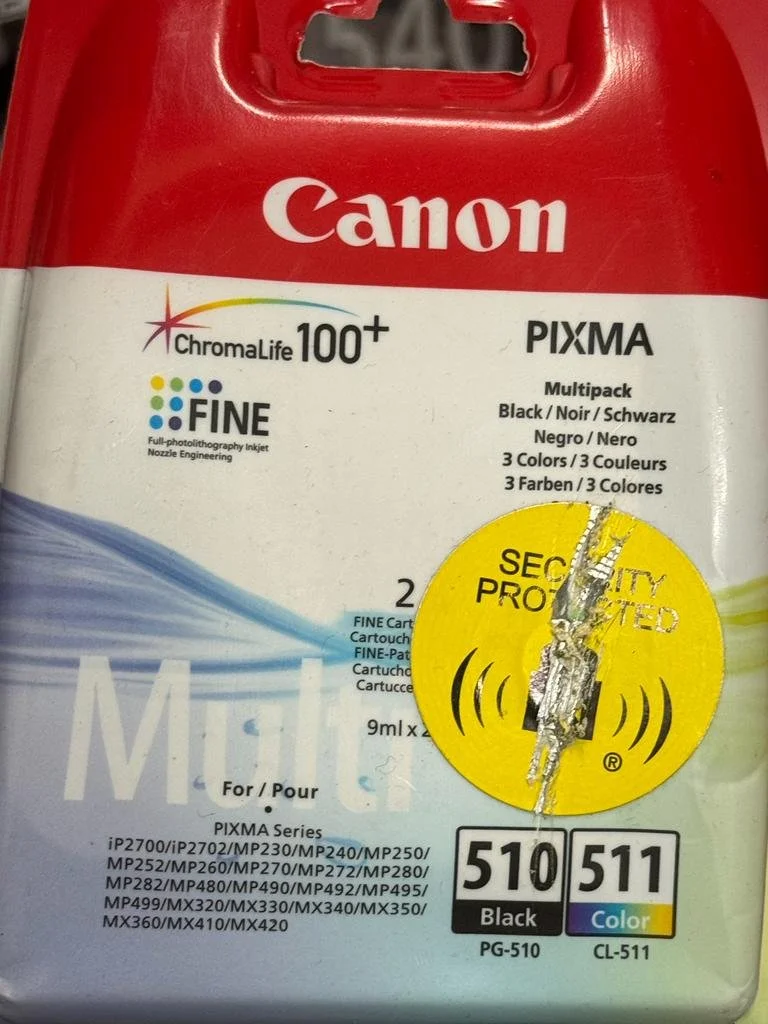 540
Canon
ChromaLife 100+
FINE
Full-photolithography Inkjet
Nozzle Engineering
PIXMA
Multipack
Black / Noir / Schwarz
Negro / Nero
3 Colors / 3 Couleurs
3 Farben / 3 Colores
2
FINE Cart
Cartouch
FINE-Pat
Cartucho
Cartucce
9ml x 2
SECURITY
PROTECTED
®
Multi
For / Pour
•
PIXMA Series
iP2700/iP2702/MP230/MP240/MP250/
MP252/MP260/MP270/MP272/MP280/
MP282/MP480/MP490/MP492/MP495/
MP499/MX320/MX330/MX340/MX350/
MX360/MX410/MX420
510 511
Black Color
PG-510 CL-511